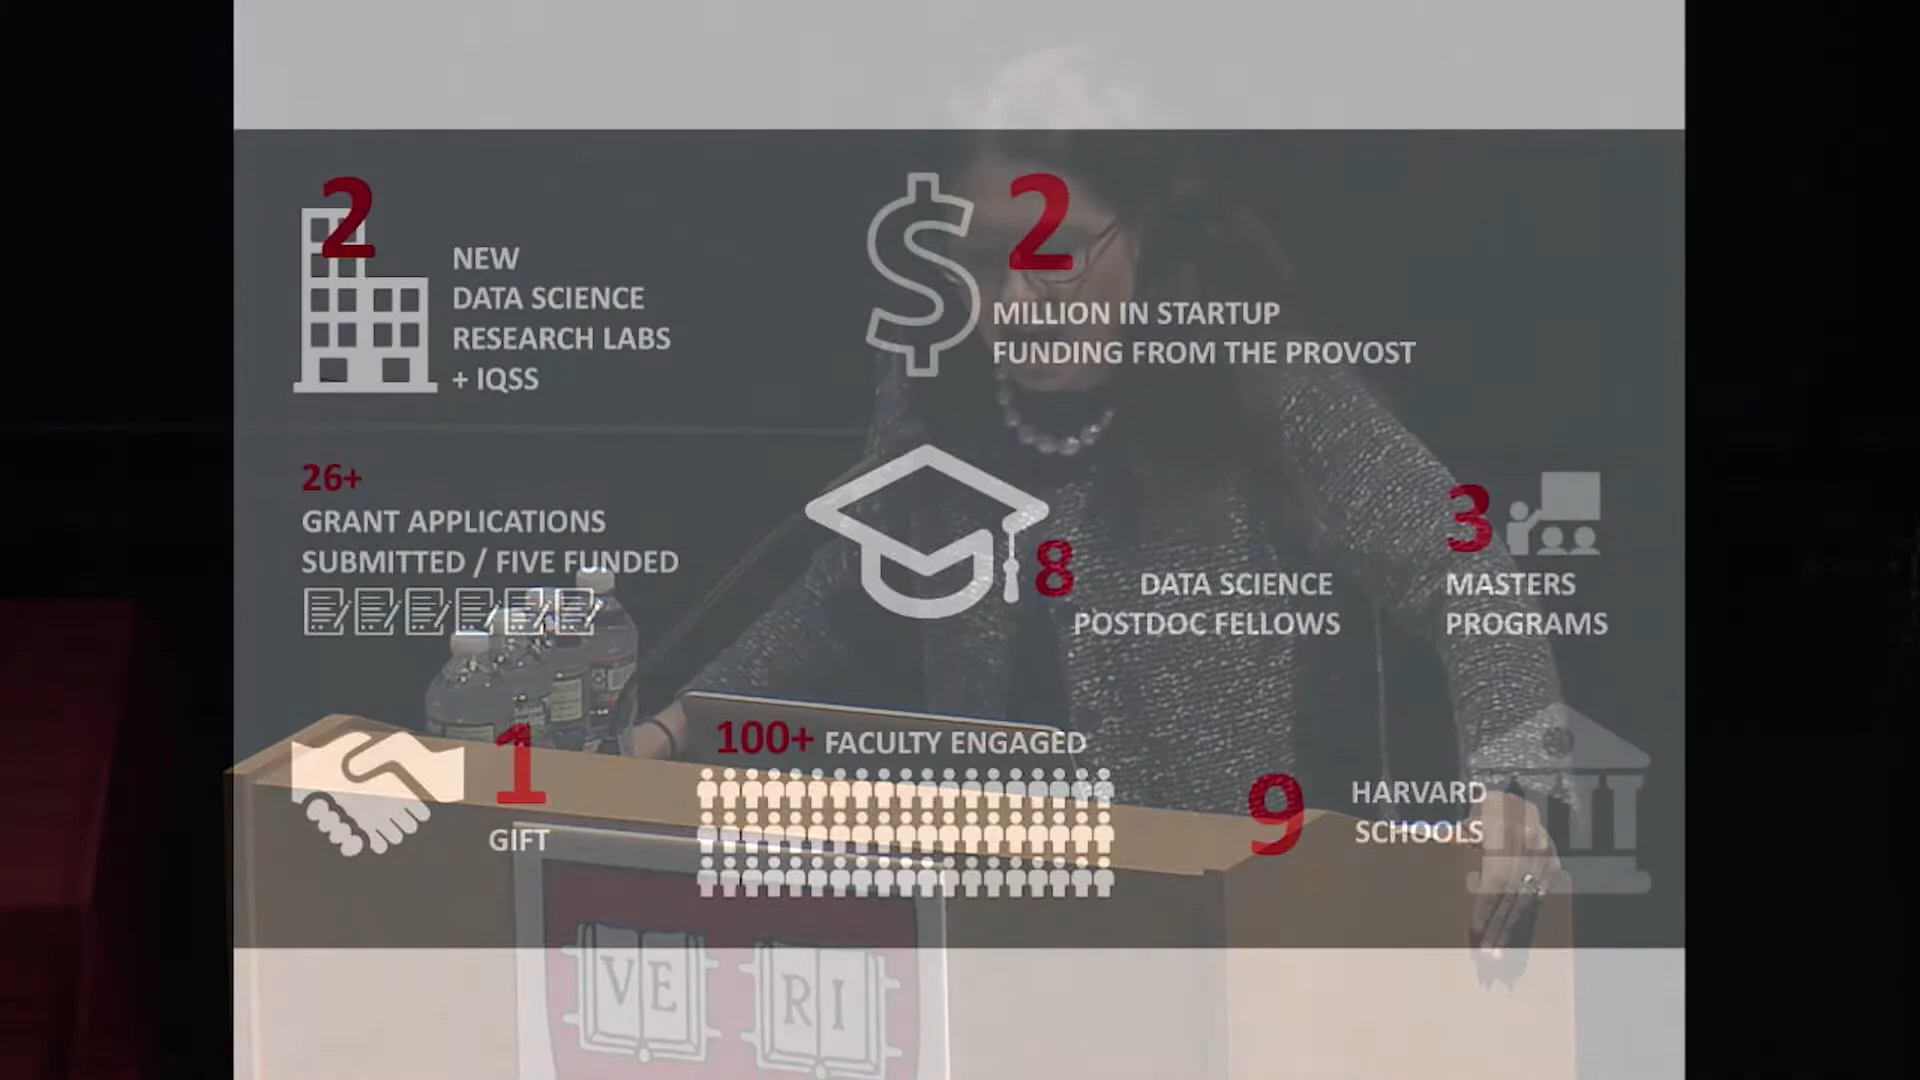 2
NEW
DATA SCIENCE
RESEARCH LABS
+ IQSS
2
MILLION IN STARTUP
FUNDING FROM THE PROVOST
26+
GRANT APPLICATIONS
SUBMITTED / FIVE FUNDED
8
DATA SCIENCE
POSTDOC FELLOWS
3
MASTERS
PROGRAMS
1
GIFT
100+ FACULTY ENGAGED
9
HARVARD
SCHOOLS
VE RI